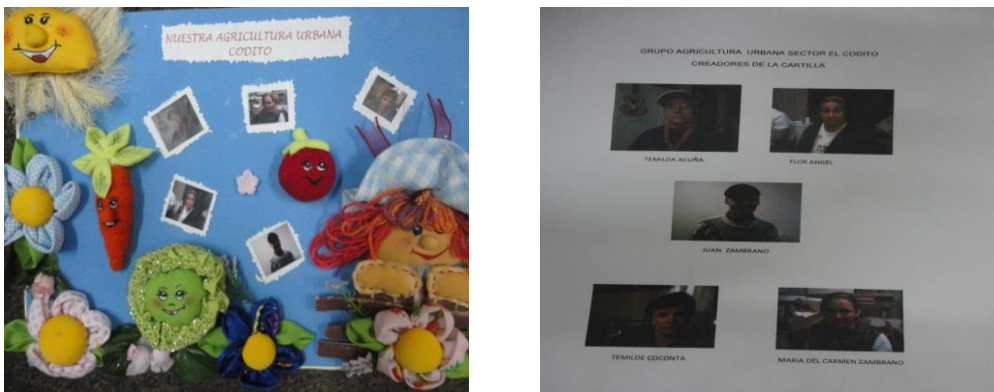 NUESTRA AGRICULTURA URBANA
CODITO
GRUPO AGRICULTURA URBANA SECTOR EL CODITO
CREADORES DE LA CARTILLA
TEMILDA ACUÑA
FLOR ANGEL
JUAN ZAMBRANO
TEMILDE COCONTA
MARIA DEL CARMEN ZAMBRANO